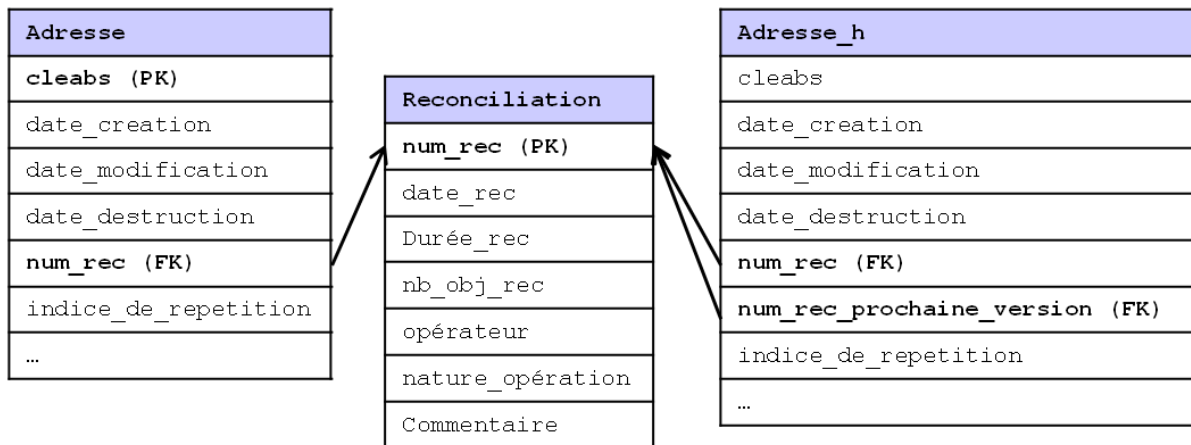 Adresse
cleabs (PK)
date_creation
date_modification
date_destruction
num_rec (FK)
indice_de_repetition
…
Reconciliation
num_rec (PK)
date_rec
Durée_rec
nb_obj_rec
opérateur
nature_opération
Commentaire
Adresse_h
cleabs
date_creation
date_modification
date_destruction
num_rec (FK)
num_rec_prochaine_version (FK)
indice_de_repetition
…